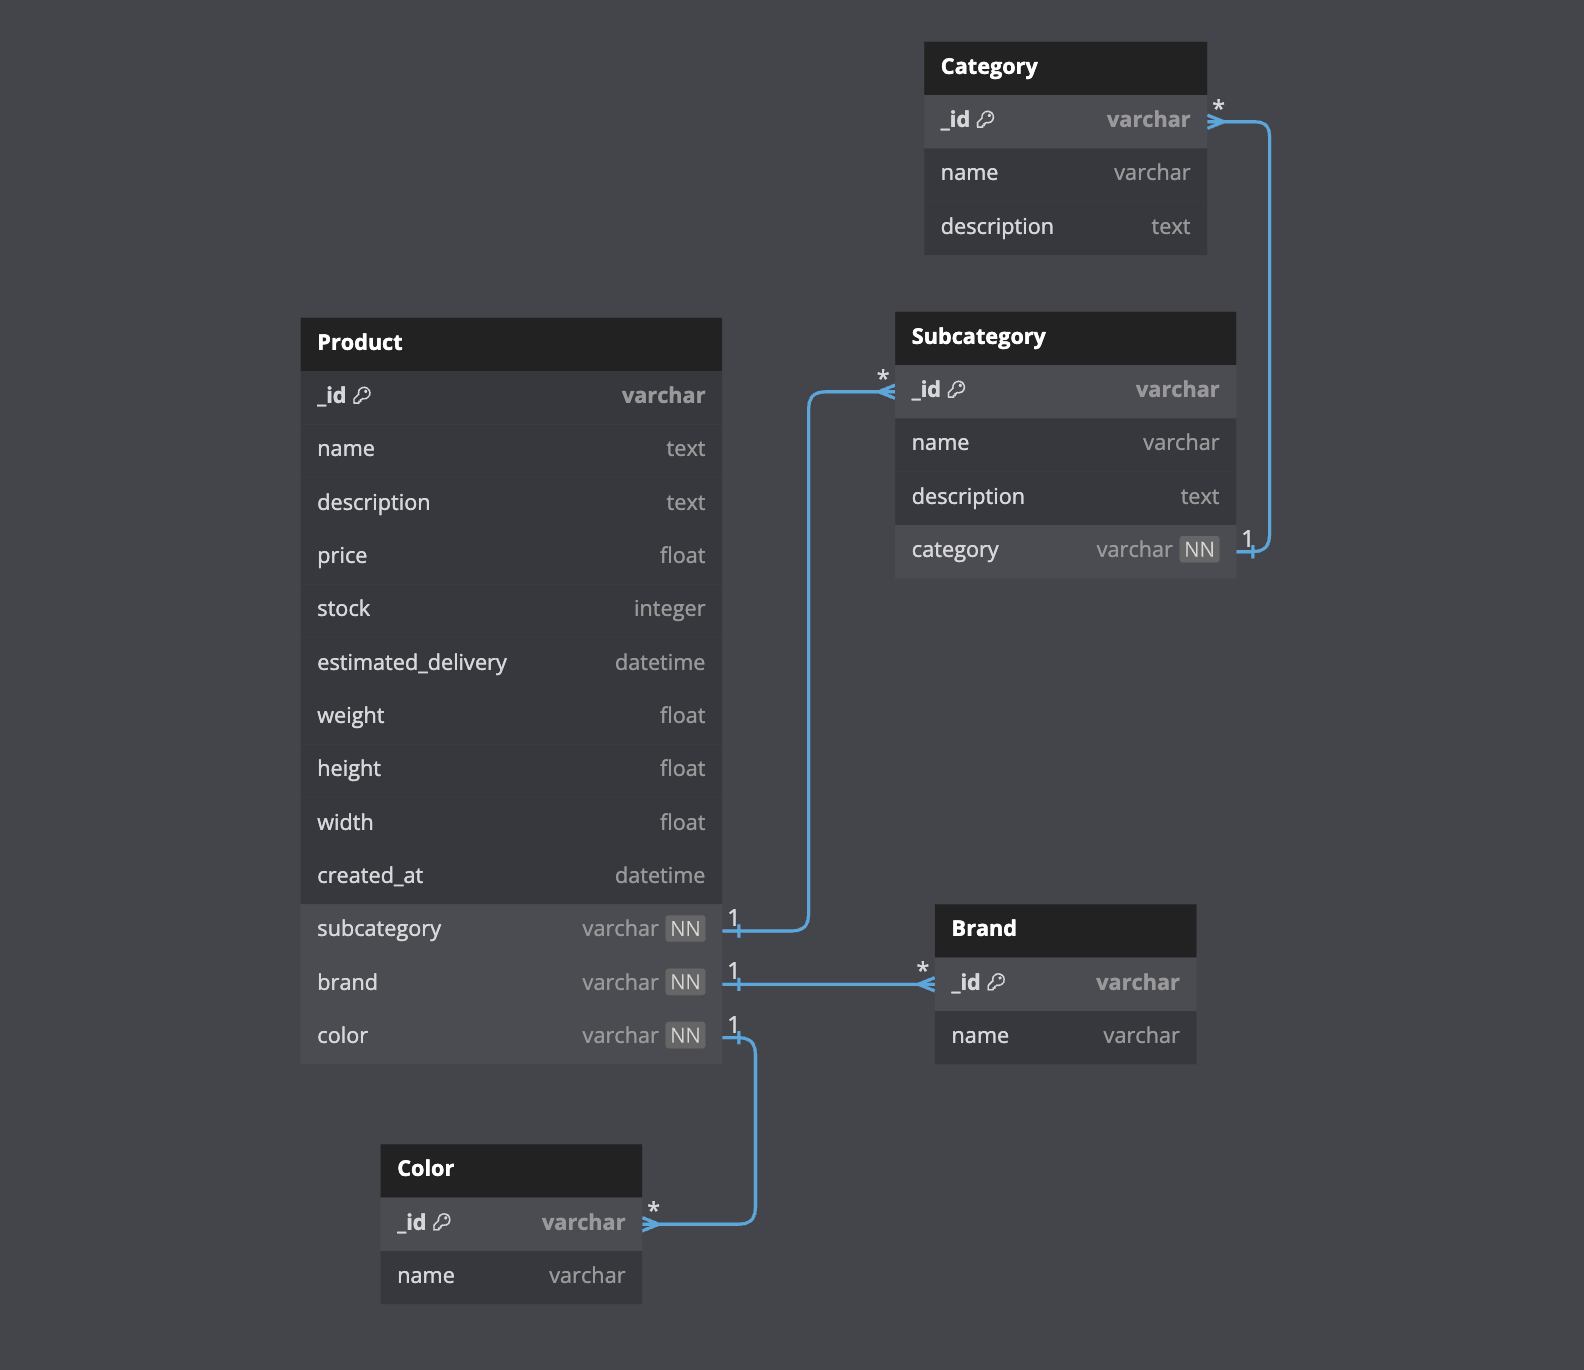 Category
_id varchar
*
name varchar
description text
Product
_id varchar
name text
description text
price float
stock integer
estimated_delivery datetime
weight float
height float
width float
created_at datetime
subcategory varchar NN
1
brand varchar NN
1
color varchar NN
1
Subcategory
*
_id varchar
name varchar
description text
category varchar NN
1
Brand
*
_id varchar
name varchar
Color
_id varchar
*
name varchar